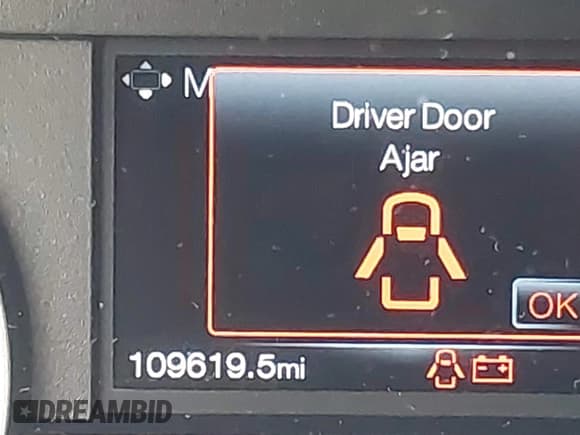 M
Driver Door
Ajar
OK
109619.5mi
DREAMBID